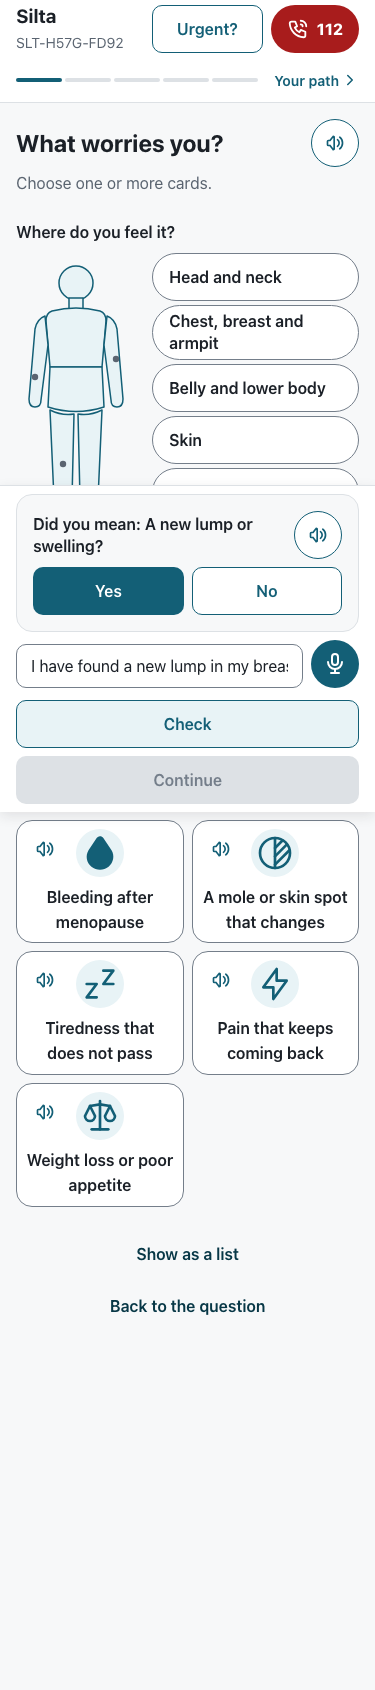 Silta
SLT-H57G-FD92
Urgent?
112
Your path
What worries you?
Choose one or more cards.
Where do you feel it?
Head and neck
Chest, breast and
armpit
Belly and lower body
Skin
Did you mean: A new lump or
swelling?
Yes
No
I have found a new lump in my
Check
Continue
Bleeding after
menopause
A mole or skin spot
that changes
Tiredness that
does not pass
Pain that keeps
coming back
Weight loss or poor
appetite
Show as a list
Back to the question